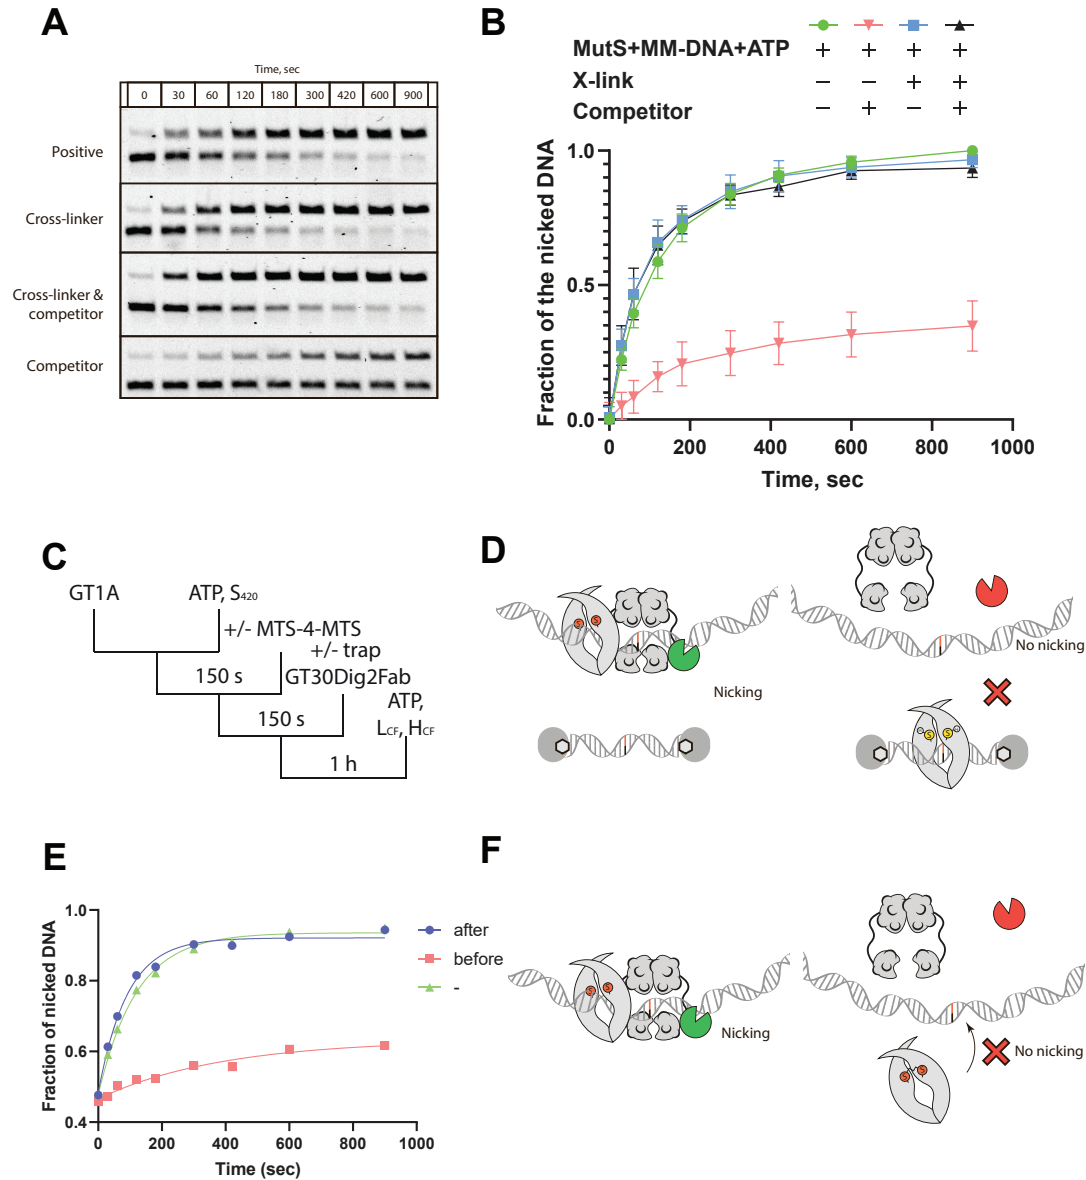 A
Time, sec
0 30 60 120 180 300 420 600 900
Positive
Cross-linker
Cross-linker &
competitor
Competitor
B
MutS+MM-DNA+ATP + + + +
X-link − − + +
Competitor − + − +
Fraction of the nicked DNA
1.0
0.5
0.0
0 200 400 600 800 1000
Time, sec
C
GT1A ATP, S420
+/- MTS-4-MTS
+/- trap
150 s GT30Dig2Fab
ATP,
150 s LCF, HCF
1 h
D
S S
Nicking
No nicking
S S
E
Fraction of nicked DNA
1.0
0.8
0.6
0.4
0 200 400 600 800 1000
Time (sec)
after
before
-
F
S S
Nicking
No nicking
S S